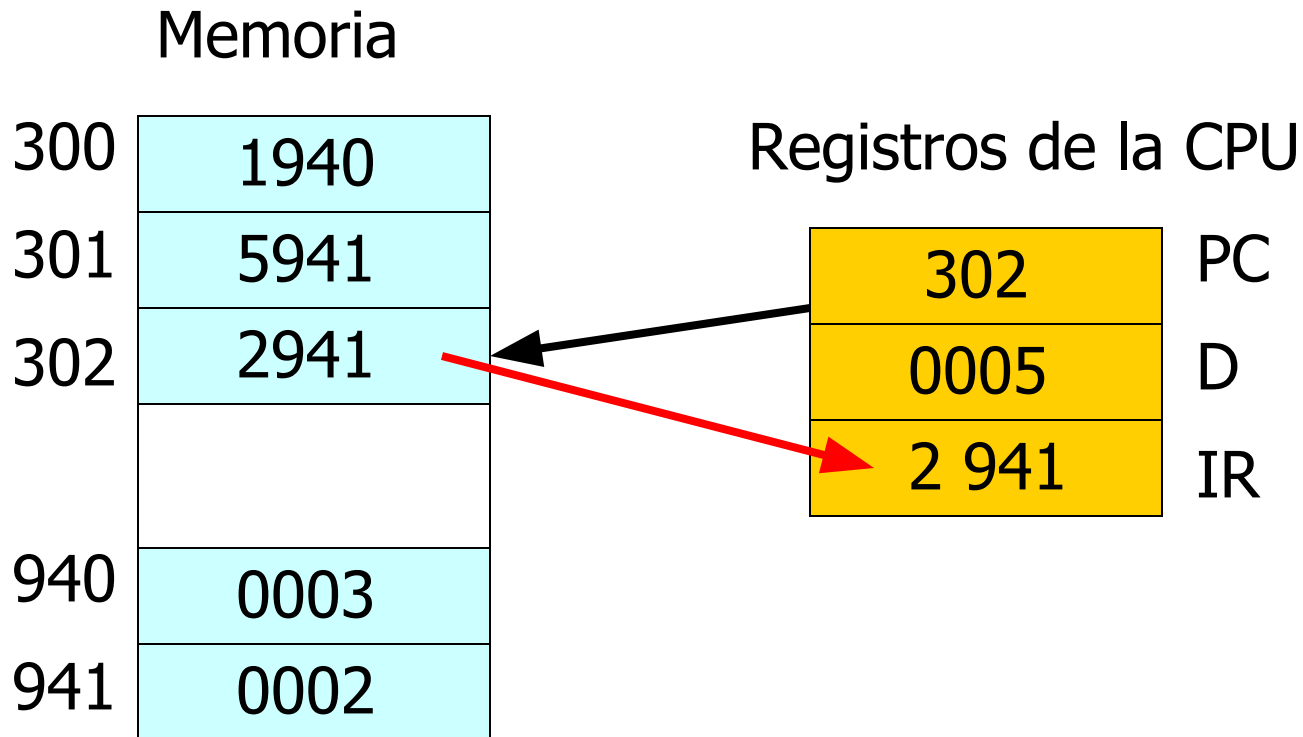 Memoria
300 1940
301 5941
302 2941
940 0003
941 0002
Registros de la CPU
302 PC
0005 D
2 941 IR